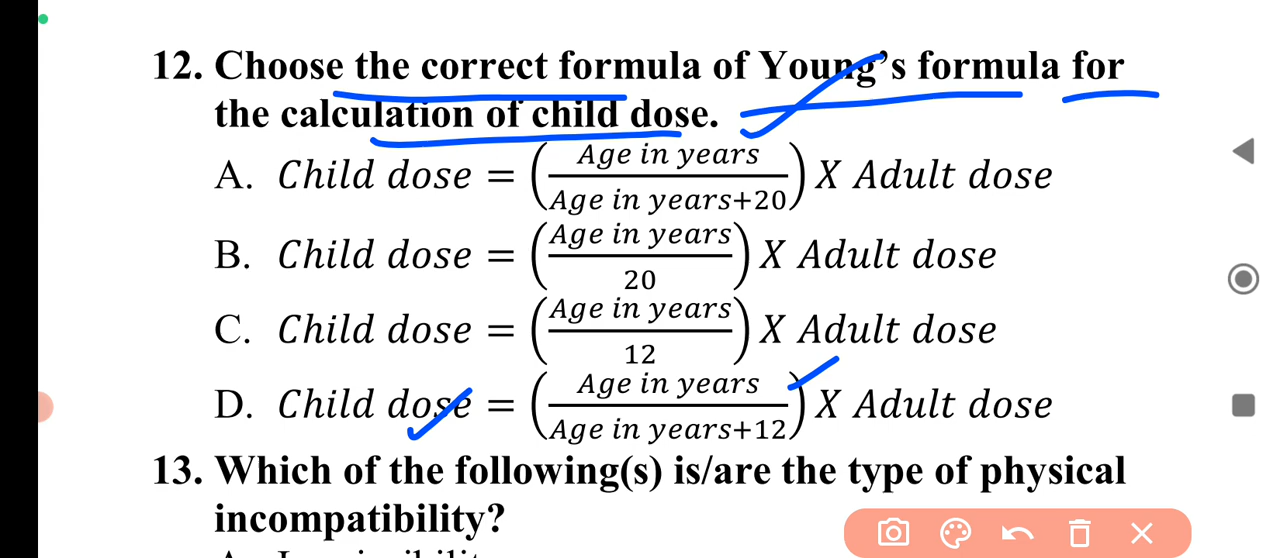 12. Choose the correct formula of Young's formula for
the calculation of child dose.
A. Child dose = (Age in years / Age in years+20) X Adult dose
B. Child dose = (Age in years / 20) X Adult dose
C. Child dose = (Age in years / 12) X Adult dose
D. Child dose = (Age in years / Age in years+12) X Adult dose
13. Which of the following(s) is/are the type of physical
incompatibility?